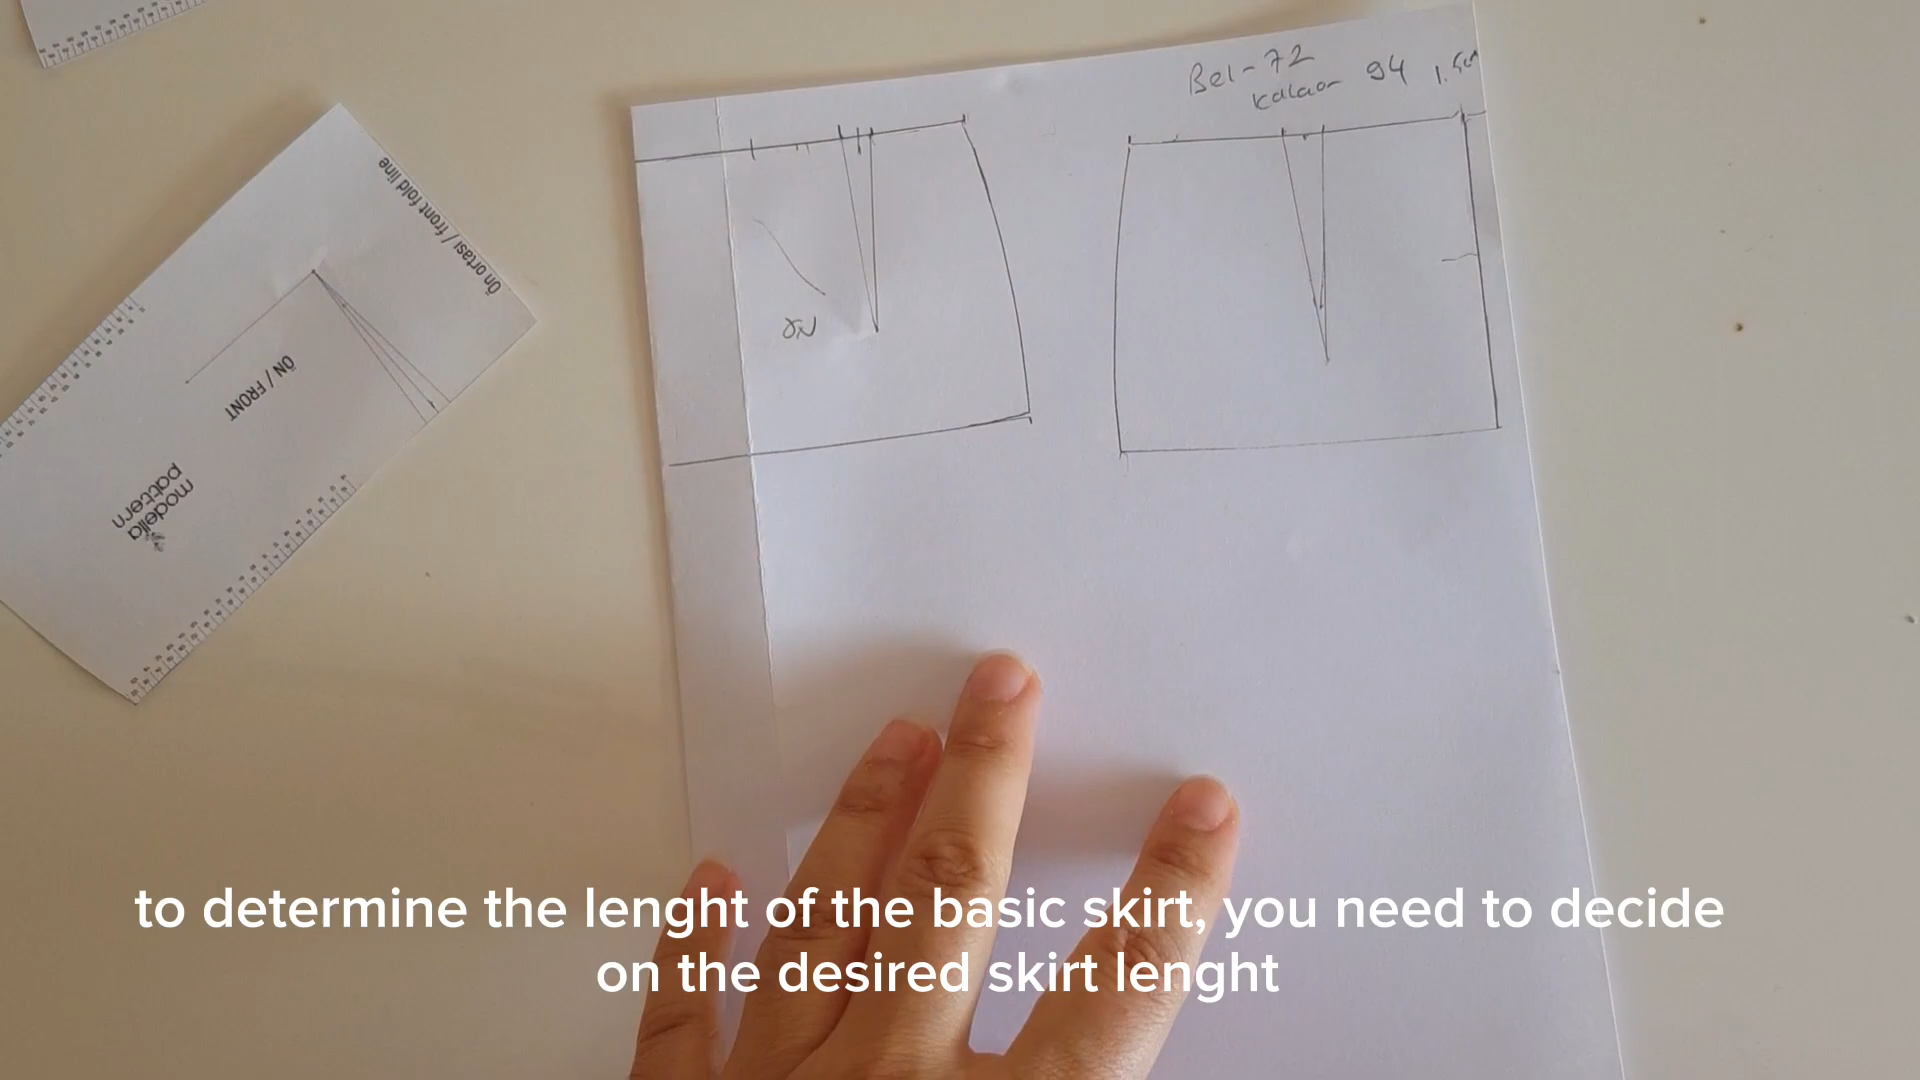 Bel-72
Kalça 94
Ön ortası / front fold line
ÖN / FRONT
modelia
pattern
ÖN
to determine the lenght of the basic skirt, you need to decide
on the desired skirt lenght